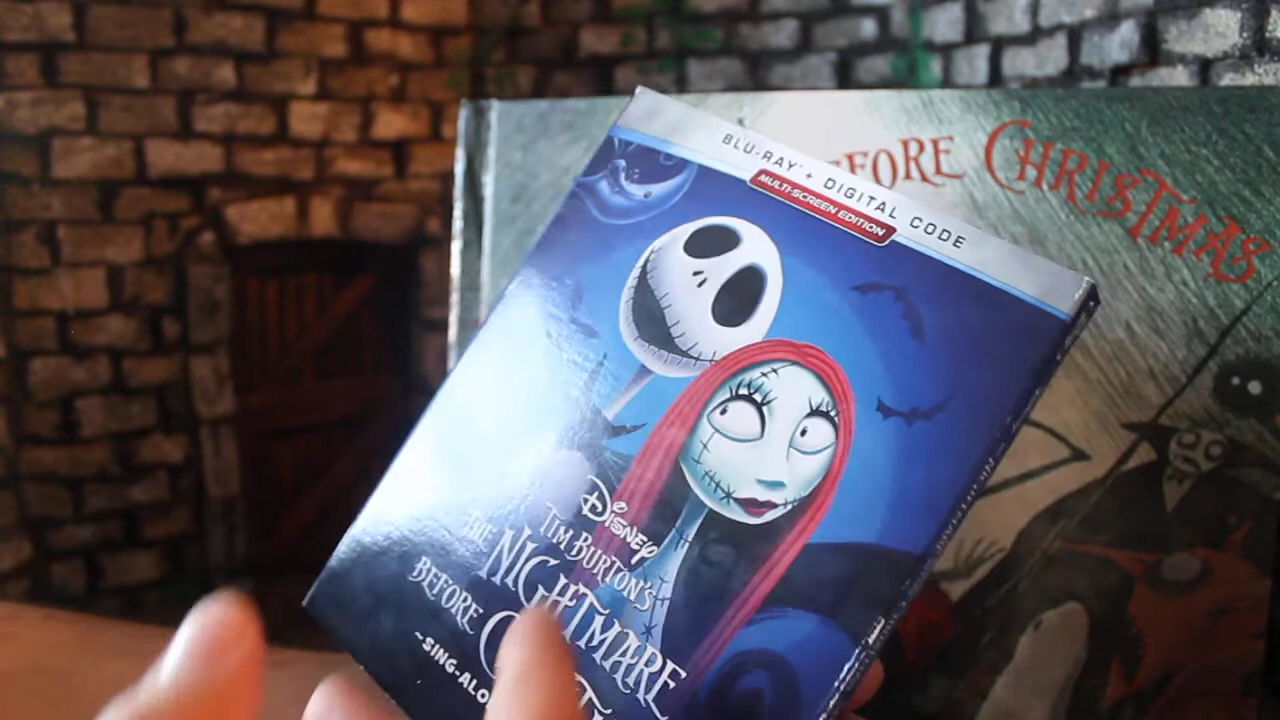 BLU-RAY + DIGITAL CODE
MULTI-SCREEN EDITION
EFORE CHRISTMAS
DISNEY
TIM BURTON'S
THE NIGHTMARE
BEFORE
~SING-ALO